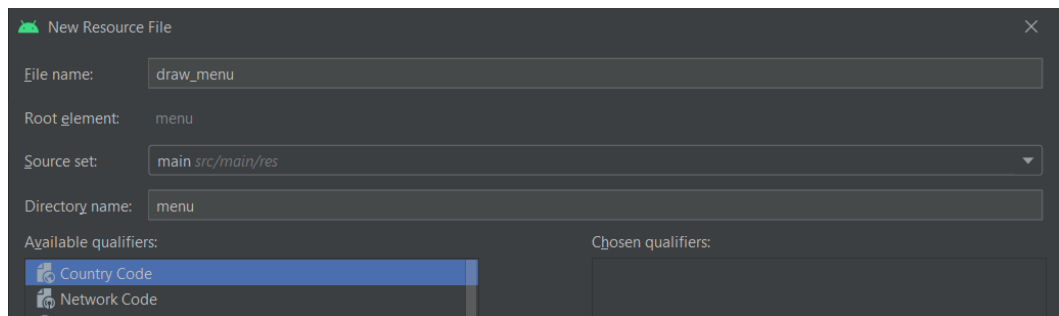 New Resource File
File name: draw_menu
Root element: menu
Source set: main src/main/res
Directory name: menu
Available qualifiers: Chosen qualifiers:
Country Code
Network Code